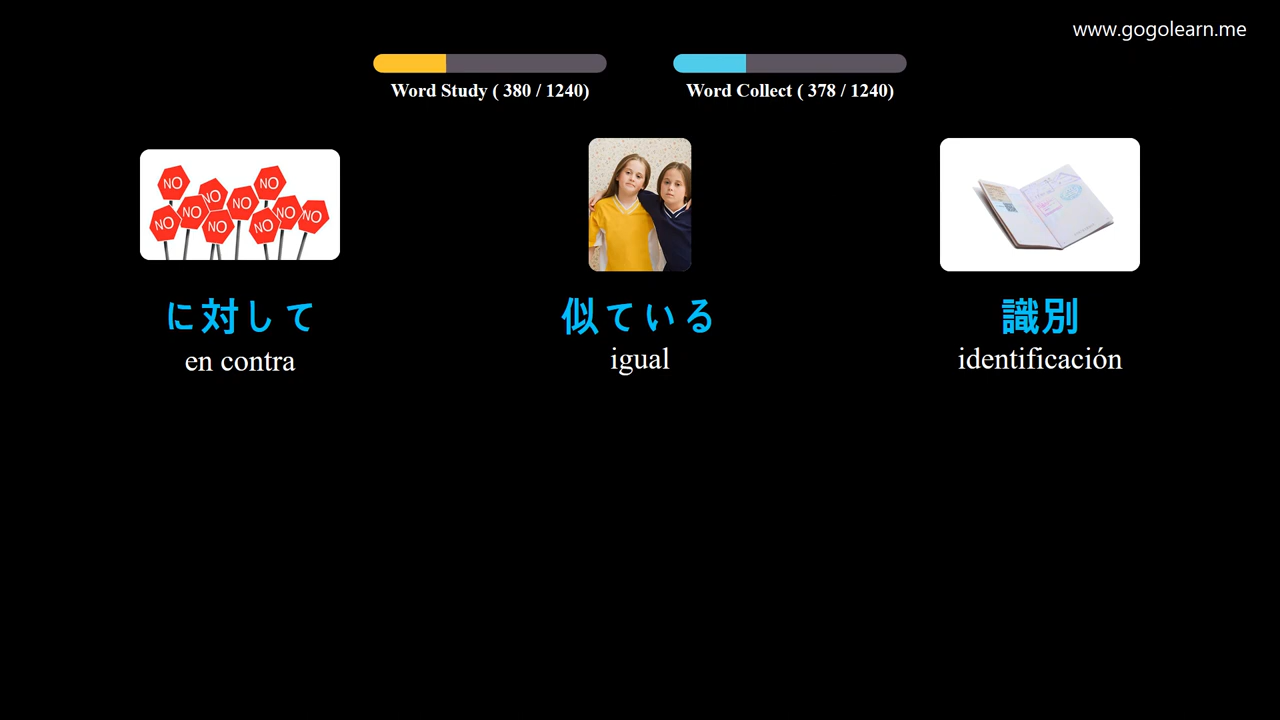 www.gogolearn.me
Word Study ( 380 / 1240)
Word Collect ( 378 / 1240)
NO
NO
NO
NO
NO
NO
NO
NO
NO
NO
に対して
似ている
識別
en contra
igual
identificación